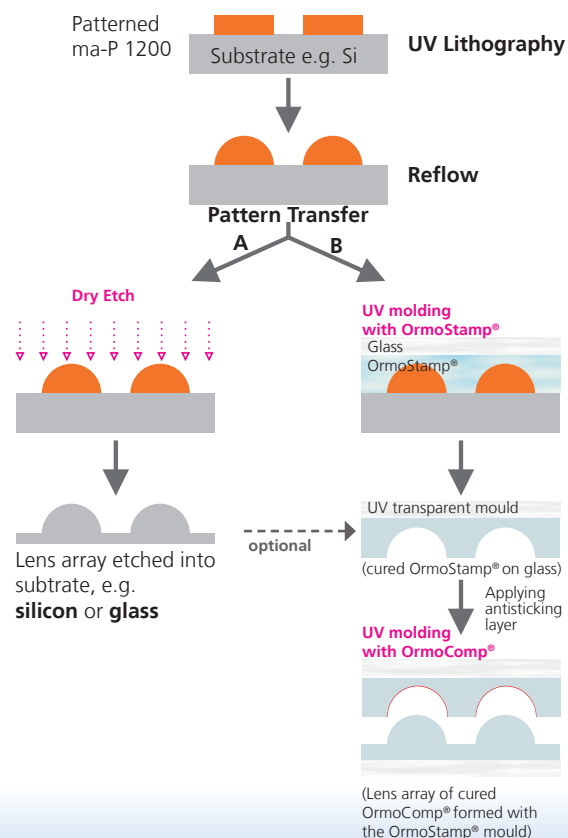 Patterned
ma-P 1200
UV Lithography
Substrate e.g. Si
Reflow
Pattern Transfer
A
B
Dry Etch
UV molding
with OrmoStamp®
Glass
OrmoStamp®
UV transparent mould
optional
(cured OrmoStamp® on glass)
Lens array etched into
subtrate, e.g.
silicon or glass
Applying
antisticking
layer
UV molding
with OrmoComp®
(Lens array of cured
OrmoComp® formed with
the OrmoStamp® mould)